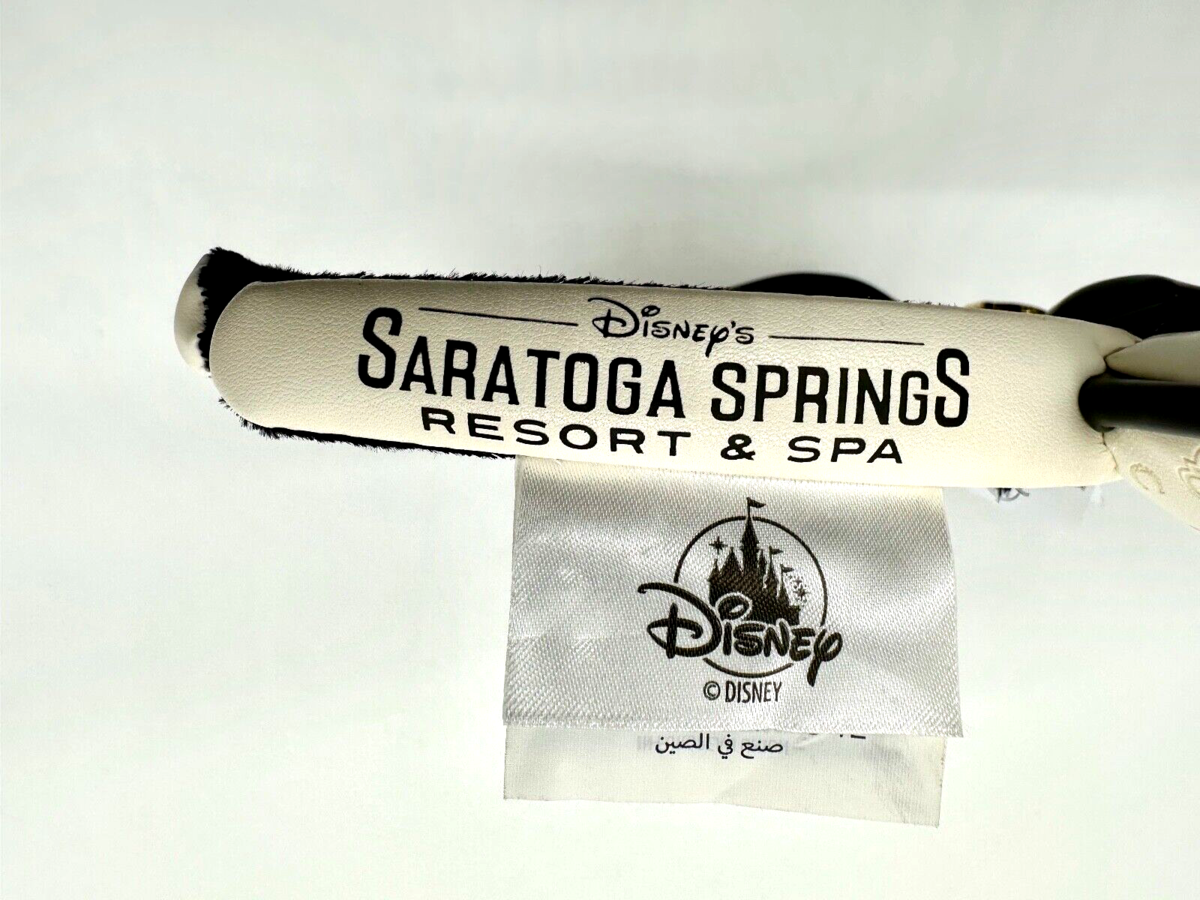 Disney's
SARATOGA SPRINGS
RESORT & SPA
Disney
© DISNEY
صنع في الصين